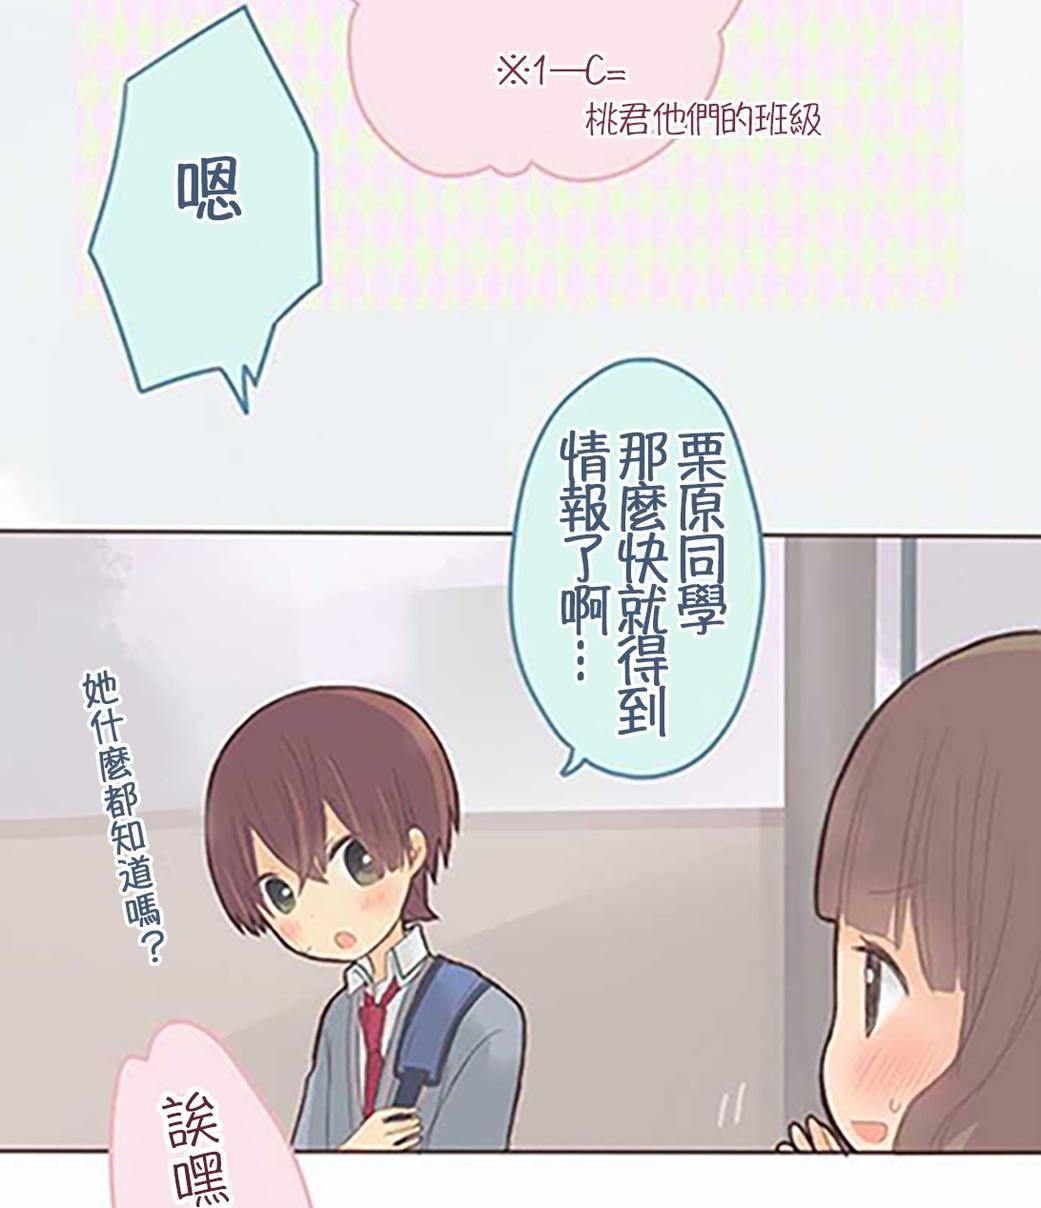 ※1—C=
桃君他們的班級
嗯
栗原同學
那麼快就得到
情報了啊…
她什麼都知道嗎？
誒嘿